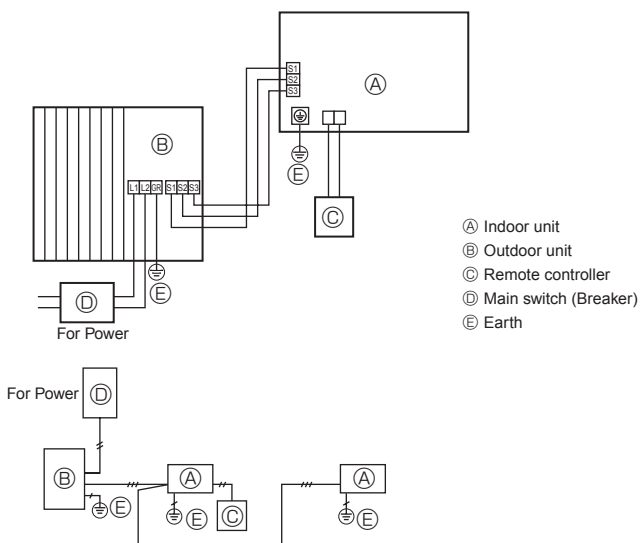 S1
S2
S3
Ⓐ
Ⓑ
L1 L2 GR S1 S2 S3
Ⓔ
Ⓒ
Ⓔ
Ⓓ
For Power
Ⓐ Indoor unit
Ⓑ Outdoor unit
Ⓒ Remote controller
Ⓓ Main switch (Breaker)
Ⓔ Earth
For Power Ⓓ
Ⓑ Ⓐ Ⓐ
Ⓔ Ⓔ Ⓒ Ⓔ